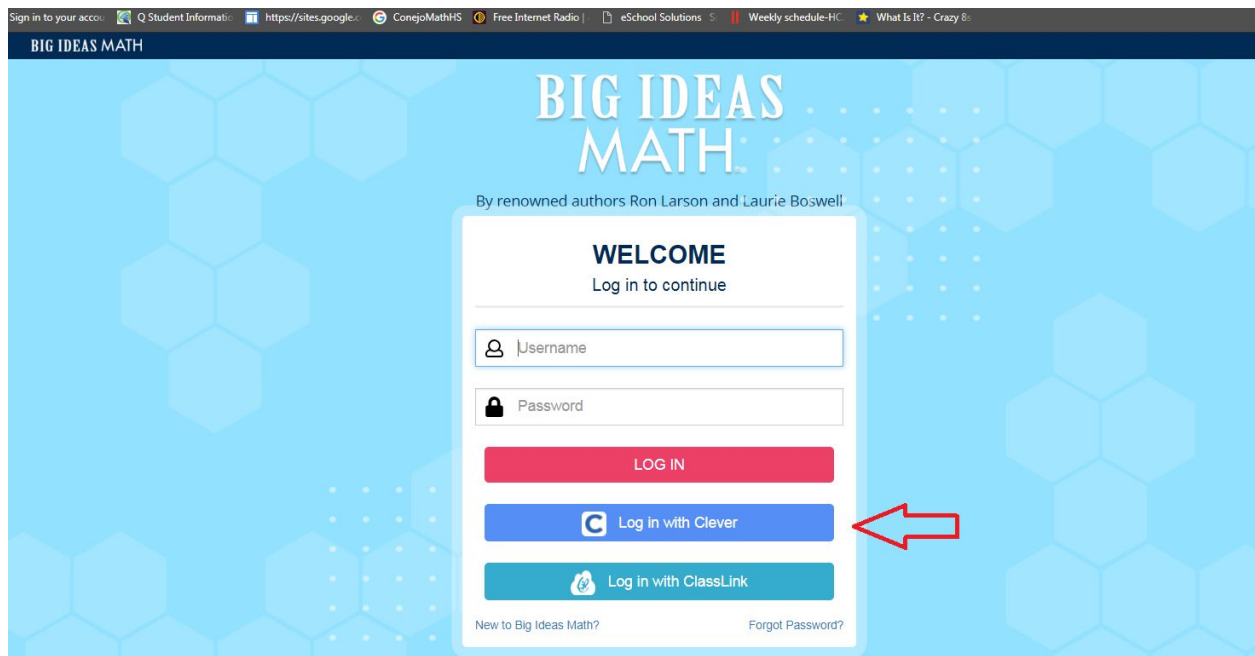 Sign in to your accou Q Student Informatio https://sites.google.c ConejoMathHS Free Internet Radio | eSchool Solutions S Weekly schedule-HC. What Is It? - Crazy 8s
BIG IDEAS MATH
BIG IDEAS
MATH
By renowned authors Ron Larson and Laurie Boswell
WELCOME
Log in to continue
Username
Password
LOG IN
C Log in with Clever
Log in with ClassLink
New to Big Ideas Math? Forgot Password?